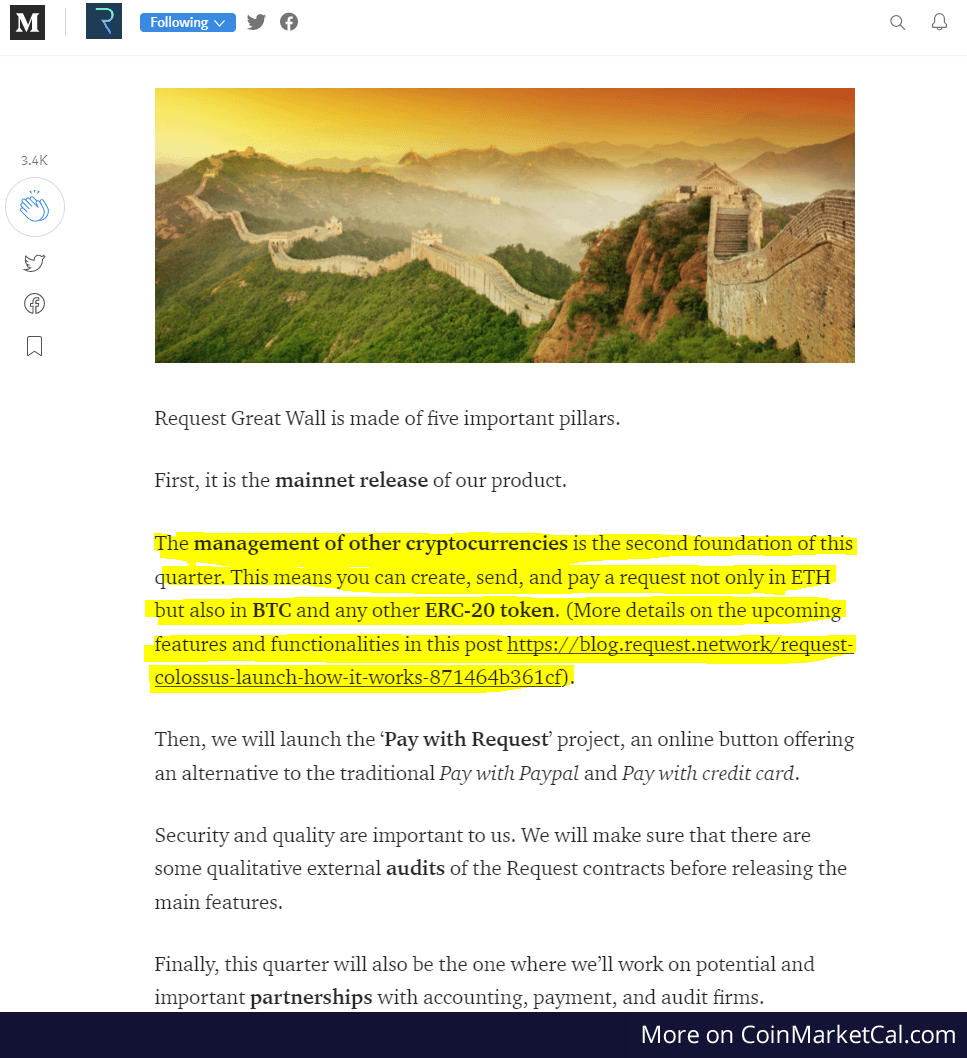 M
Following
3.4K
Request Great Wall is made of five important pillars.
First, it is the mainnet release of our product.
The management of other cryptocurrencies is the second foundation of this
quarter. This means you can create, send, and pay a request not only in ETH
but also in BTC and any other ERC-20 token. (More details on the upcoming
features and functionalities in this post https://blog.request.network/request-
colossus-launch-how-it-works-871464b361cf).
Then, we will launch the ‘Pay with Request’ project, an online button offering
an alternative to the traditional Pay with Paypal and Pay with credit card.
Security and quality are important to us. We will make sure that there are
some qualitative external audits of the Request contracts before releasing the
main features.
Finally, this quarter will also be the one where we’ll work on potential and
important partnerships with accounting, payment, and audit firms.
More on CoinMarketCal.com